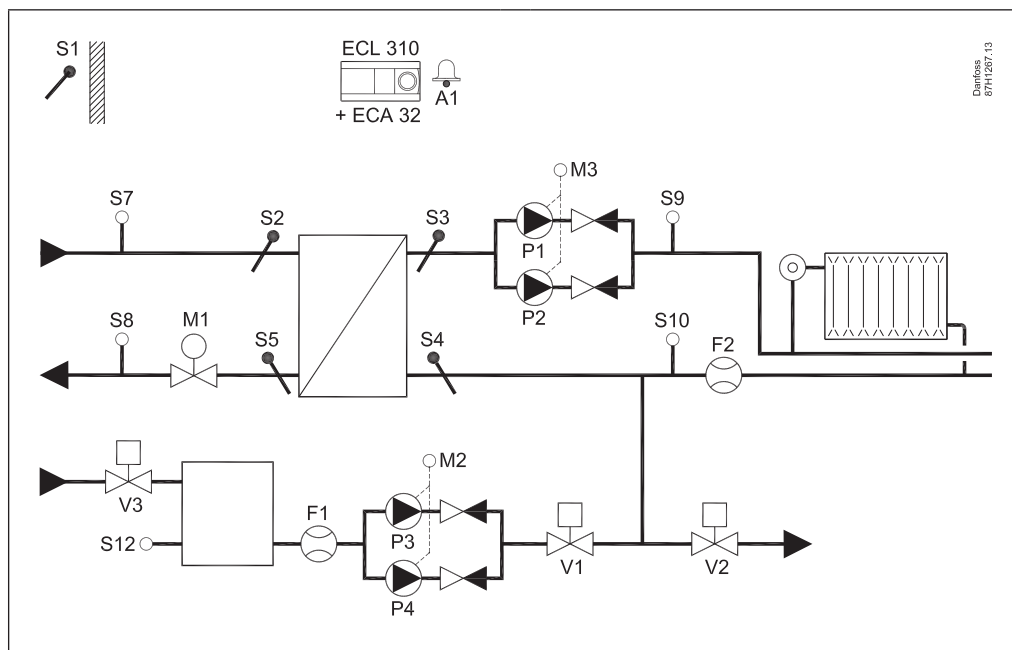 S1
ECL 310
A1
+ ECA 32
Danfoss
87H1267.13
M3
S7
S2
S3
S9
P1
P2
S8
M1
S5
S4
S10
F2
M2
V3
F1
P3
S12
V1
V2
P4